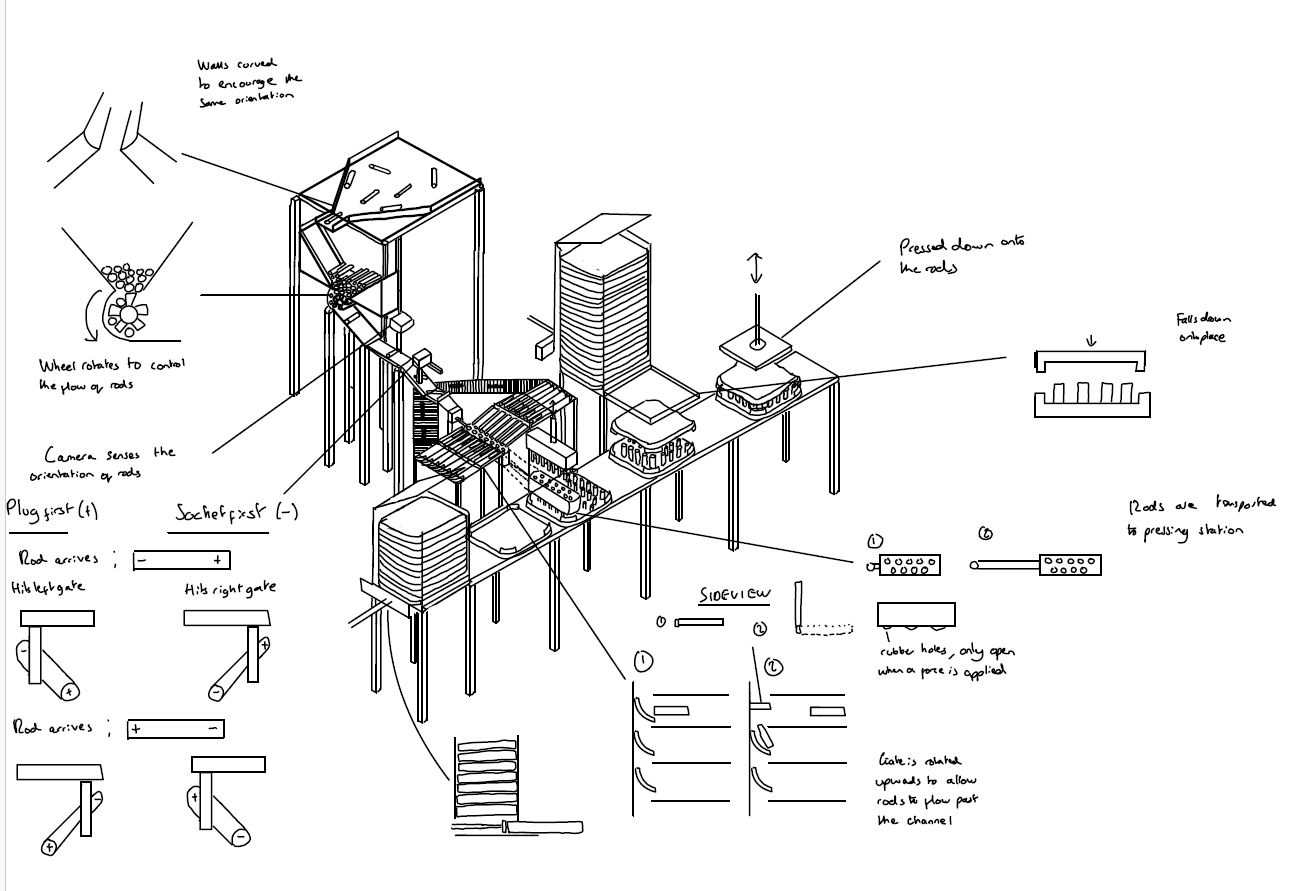 Walls curved
to encourage the
same orientation
Wheel rotates to control
the flow of rods
Camera senses the
orientation of rods
Plug first (+)
Socket first (-)
Rod arrives ;
- +
Hits left gate
Hits right gate
-
+
+
-
Rod arrives ;
+ -
-
+
+
-
Pressed down onto
the rods
Falls down
onto place
Rods are transported
to pressing station
①
②
SIDEVIEW
①
②
rubber holes, only open
when a force is applied
①
②
Gate is rotated
upwads to allow
rods to flow past
the channel